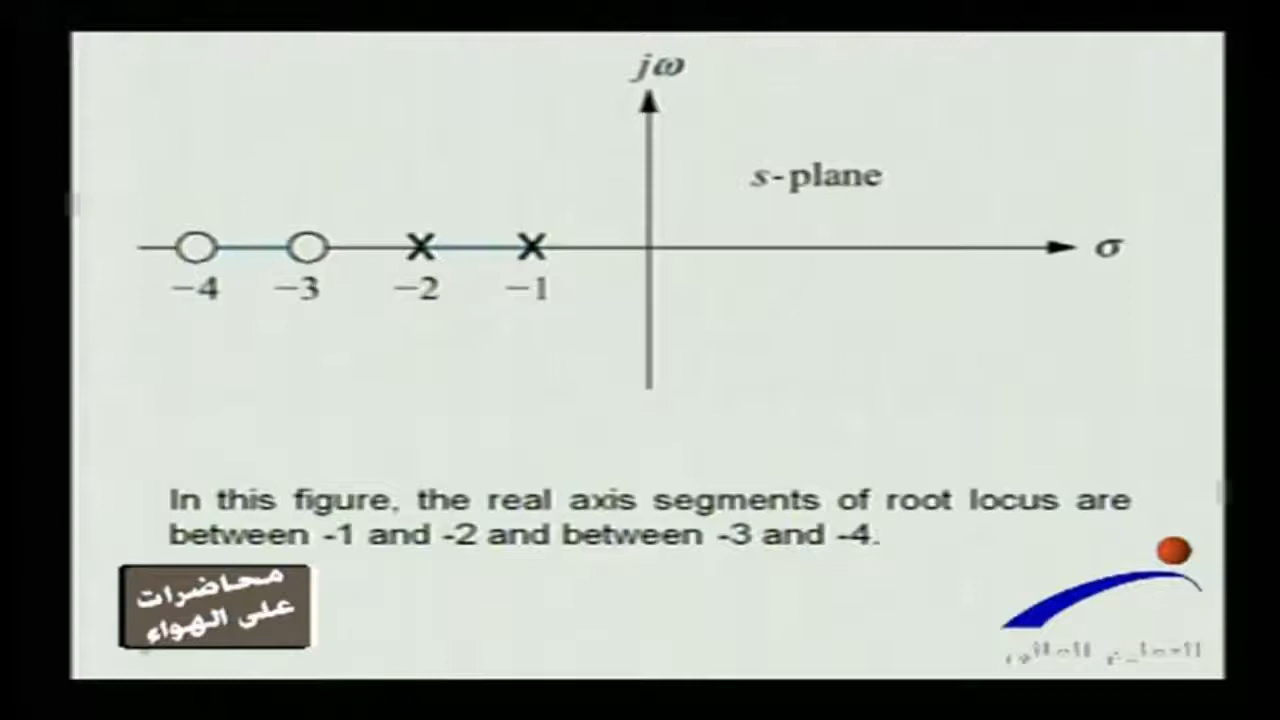 jω
s-plane
σ
−4 −3 −2 −1
In this figure, the real axis segments of root locus are
between -1 and -2 and between -3 and -4.
محاضرات
على الهواء